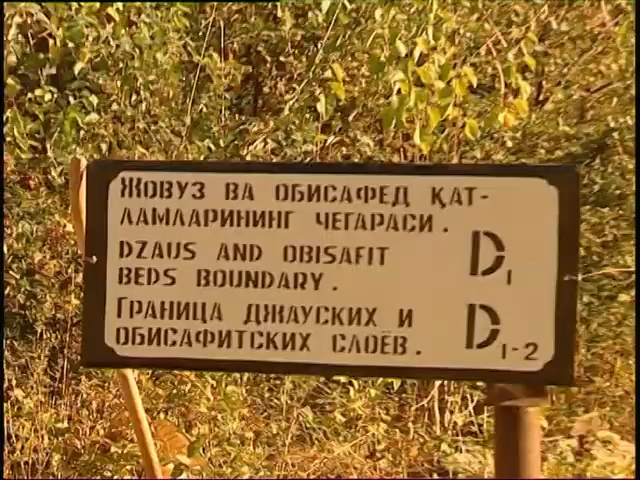 Жовуз ва Обисафед қат-
ламларининг чегараси.
Dzaus and Obisafit
beds boundary.
D1
Граница Джауских и
Обисафитских слоёв.
D1-2